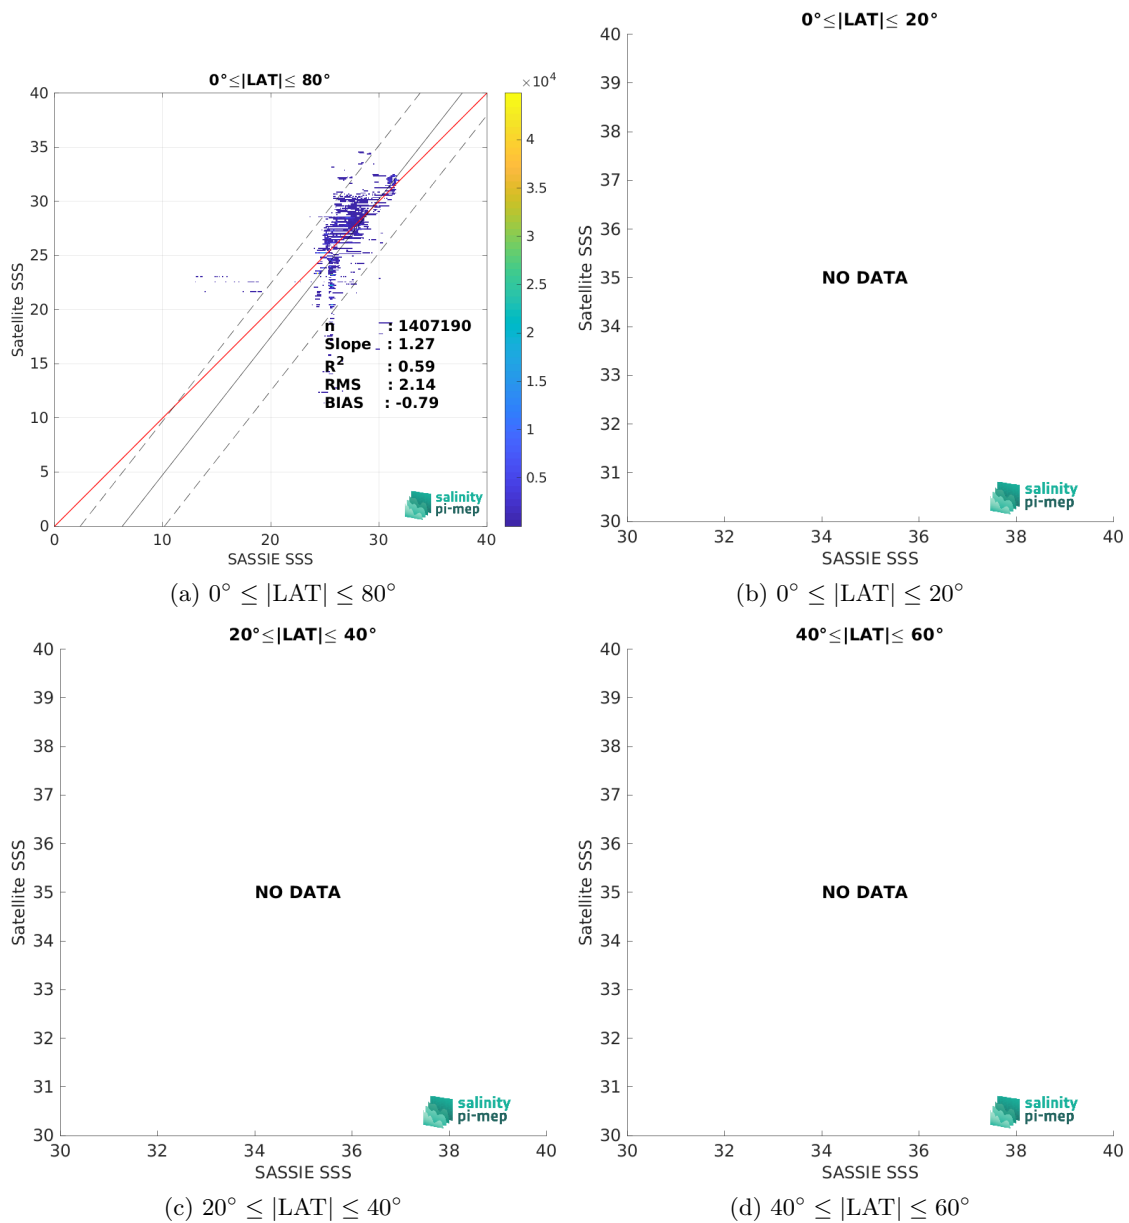 0°≤|LAT|≤ 80°
×10⁴
40
35
30
25
20
15
10
5
0
Satellite SSS
n : 1407190
Slope : 1.27
R² : 0.59
RMS : 2.14
BIAS : -0.79
salinity
pi-mep
4
3.5
3
2.5
2
1.5
1
0.5
0 10 20 30 40
SASSIE SSS
(a) 0° ≤ |LAT| ≤ 80°
0°≤|LAT|≤ 20°
40
39
38
37
36
35
34
33
32
31
30
Satellite SSS
NO DATA
salinity
pi-mep
30 32 34 36 38 40
SASSIE SSS
(b) 0° ≤ |LAT| ≤ 20°
20°≤|LAT|≤ 40°
40
39
38
37
36
35
34
33
32
31
30
Satellite SSS
NO DATA
salinity
pi-mep
30 32 34 36 38 40
SASSIE SSS
(c) 20° ≤ |LAT| ≤ 40°
40°≤|LAT|≤ 60°
40
39
38
37
36
35
34
33
32
31
30
Satellite SSS
NO DATA
salinity
pi-mep
30 32 34 36 38 40
SASSIE SSS
(d) 40° ≤ |LAT| ≤ 60°